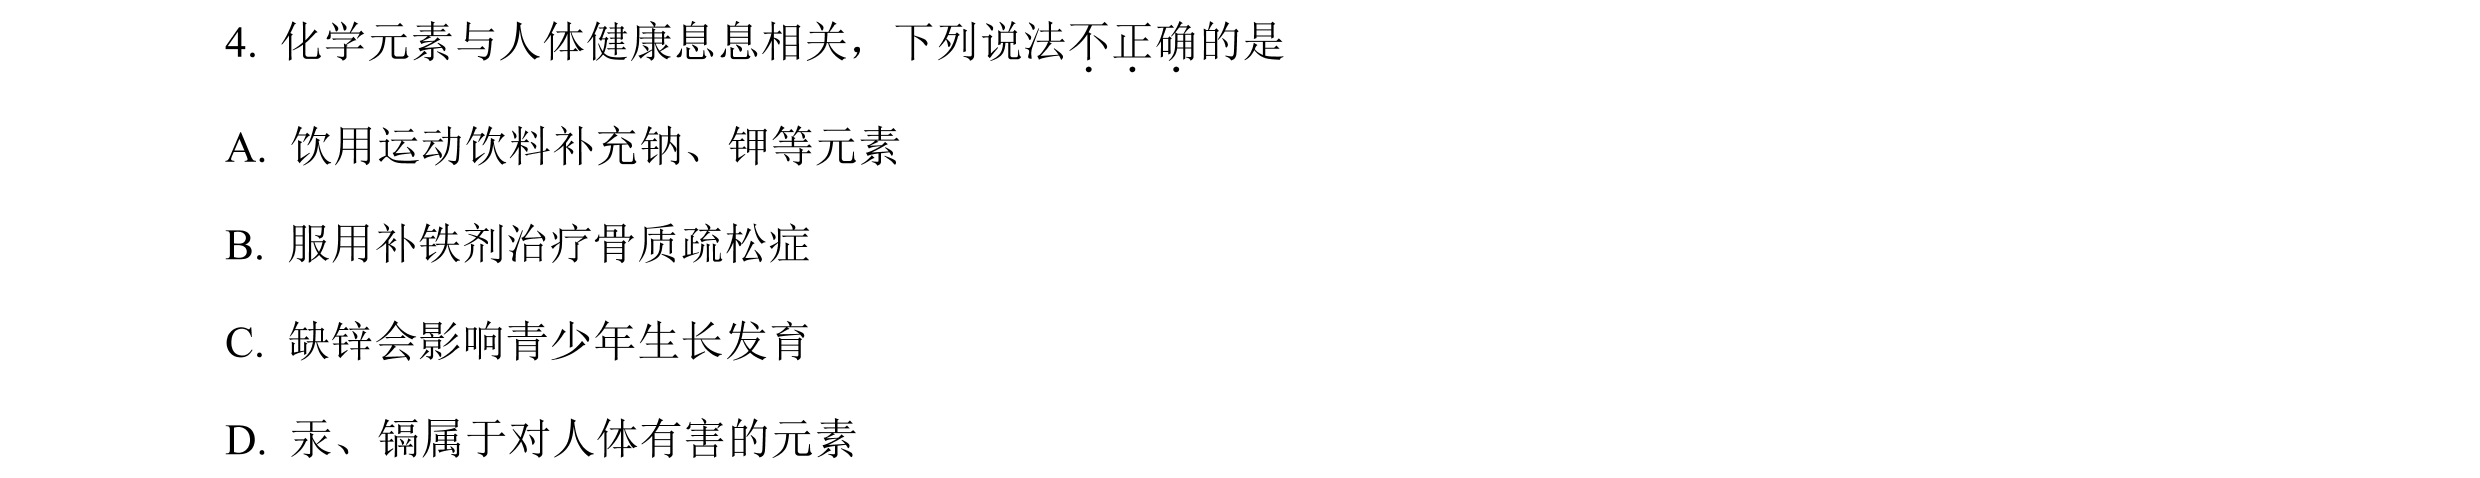 4. 化学元素与人体健康息息相关，下列说法不正确的是
A. 饮用运动饮料补充钠、钾等元素
B. 服用补铁剂治疗骨质疏松症
C. 缺锌会影响青少年生长发育
D. 汞、镉属于对人体有害的元素